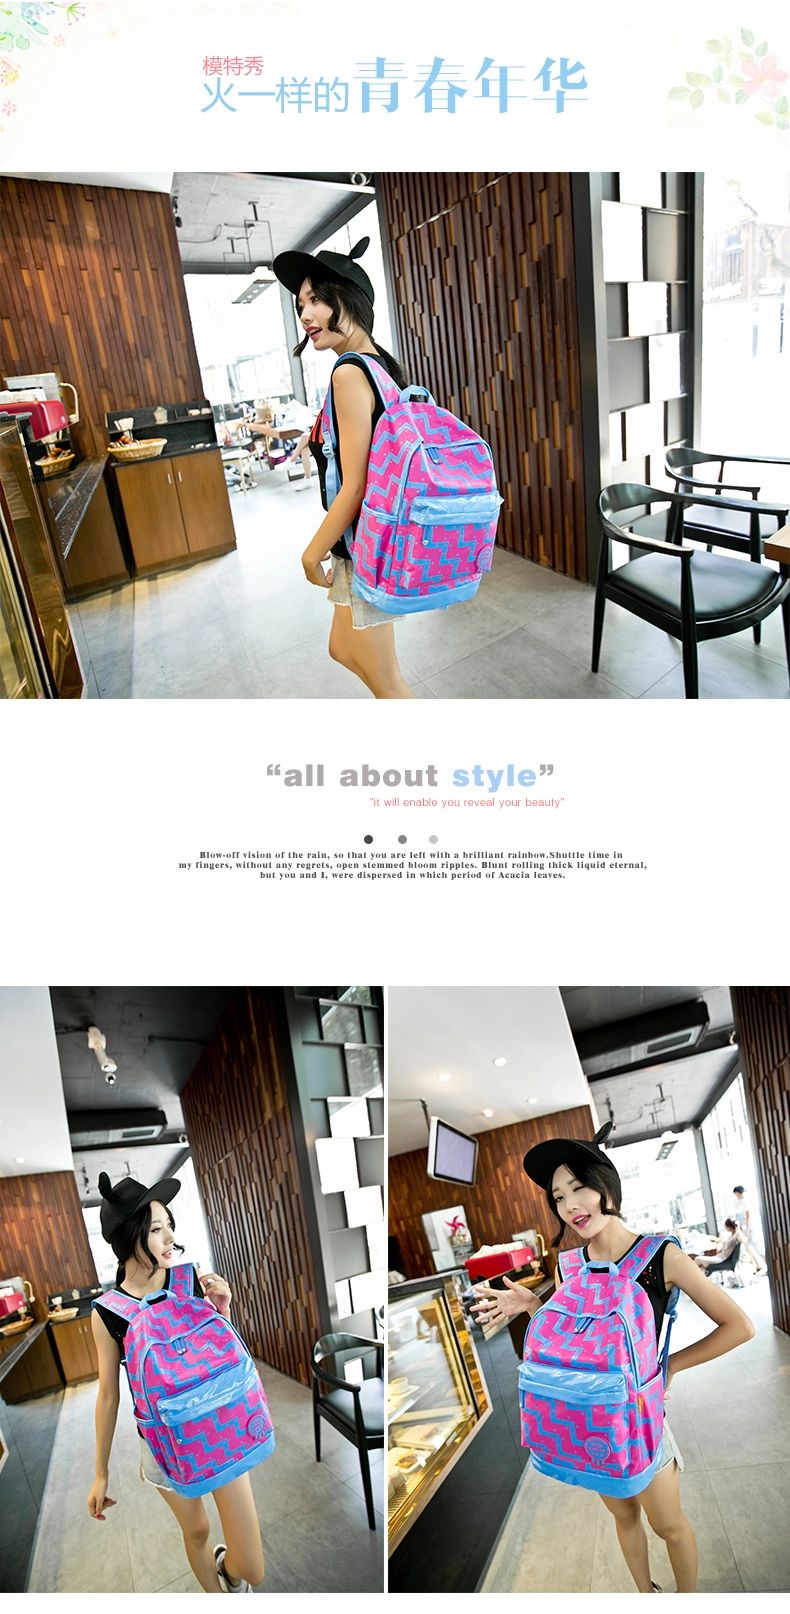 模特秀
火一样的青春年华
“all about style”
“it will enable you reveal your beauty”
Blow-off vision of the rain, so that you are left with a brilliant rainbow.Shuttle time in
my fingers, without any regrets, open stemmed bloom ripples. Blunt rolling thick liquid eternal,
but you and I, were dispersed in which period of Acacia leaves.